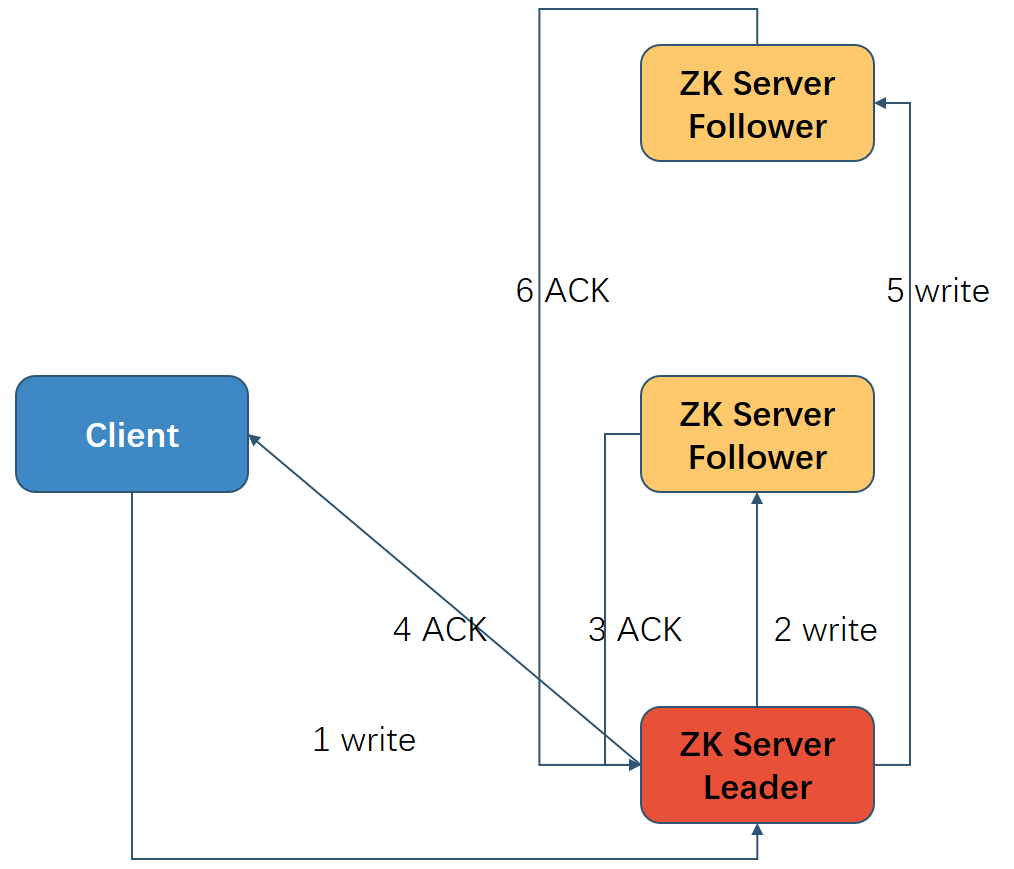 ZK Server
Follower
6 ACK
5 write
Client
ZK Server
Follower
4 ACK
3 ACK
2 write
1 write
ZK Server
Leader